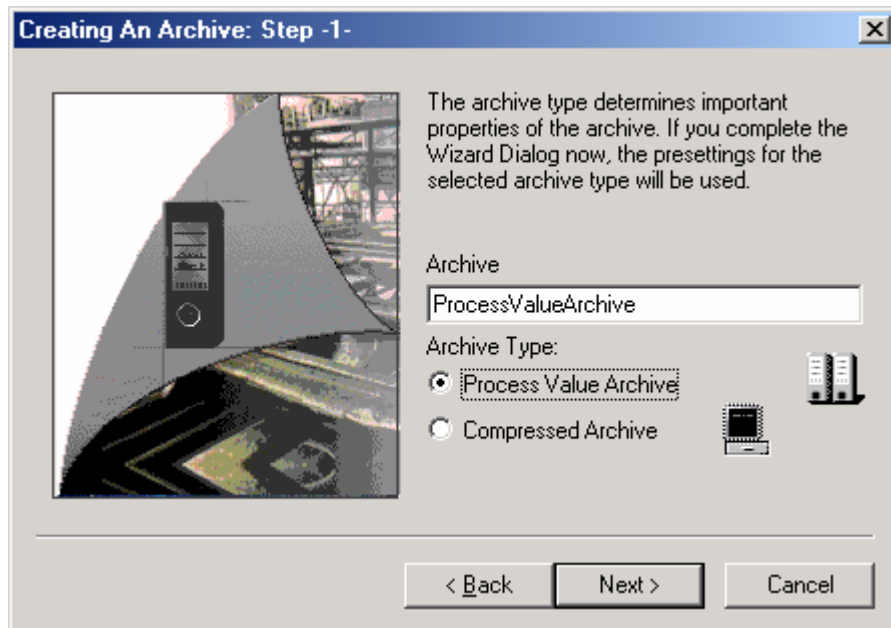 Creating An Archive: Step -1-
The archive type determines important
properties of the archive. If you complete the
Wizard Dialog now, the presettings for the
selected archive type will be used.
Archive
ProcessValueArchive
Archive Type:
Process Value Archive
Compressed Archive
< Back
Next >
Cancel